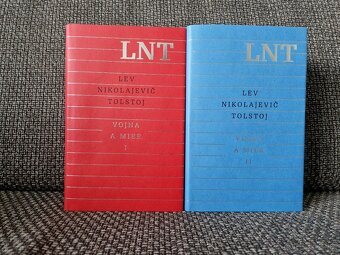 LNT
LEV
NIKOLAJEVIČ
TOLSTOJ
VOJNA
A MIER
I
LNT
LEV
NIKOLAJEVIČ
TOLSTOJ
A MIER
II